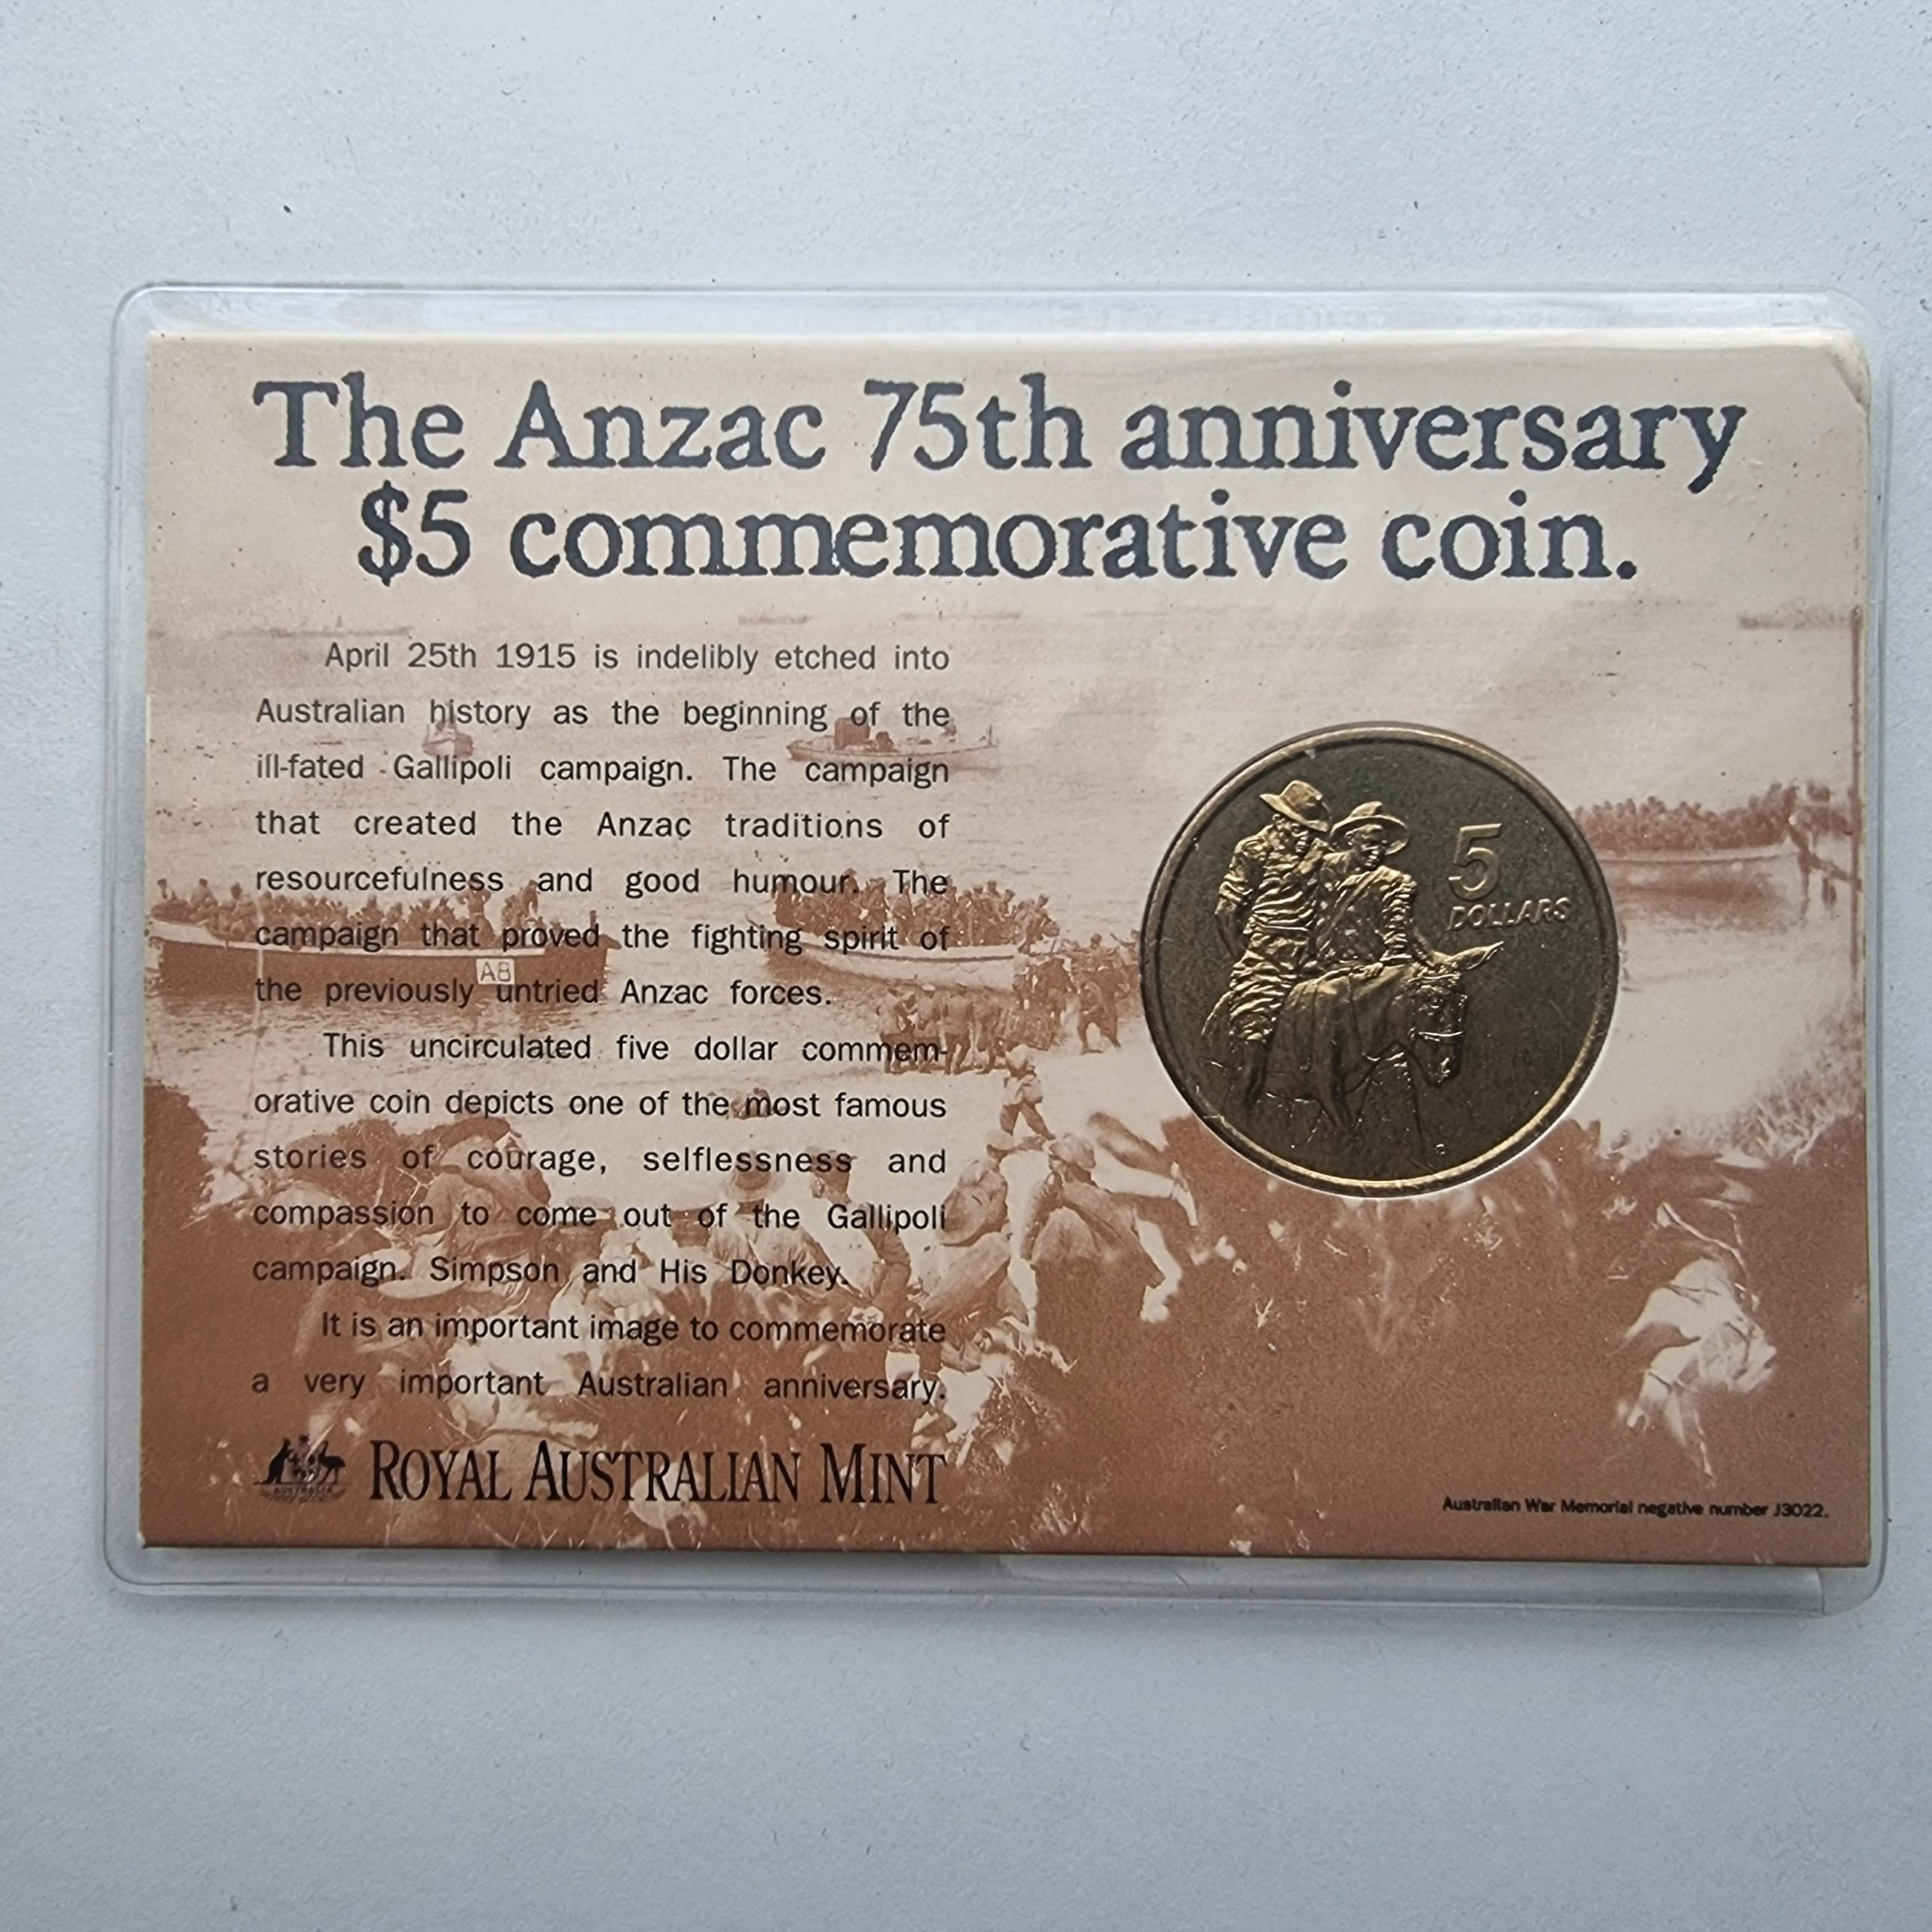 The Anzac 75th anniversary
$5 commemorative coin.
April 25th 1915 is indelibly etched into
Australian history as the beginning of the
ill-fated Gallipoli campaign. The campaign
that created the Anzac traditions of
resourcefulness and good humour. The
campaign that proved the fighting spirit of
the previously untried Anzac forces.
This uncirculated five dollar commem-
orative coin depicts one of the most famous
stories of courage, selflessness and
compassion to come out of the Gallipoli
campaign. Simpson and His Donkey.
It is an important image to commemorate
a very important Australian anniversary.
A8
5
DOLLARS
C
AUSTRALIA
ROYAL AUSTRALIAN MINT
Australian War Memorial negative number J3022.